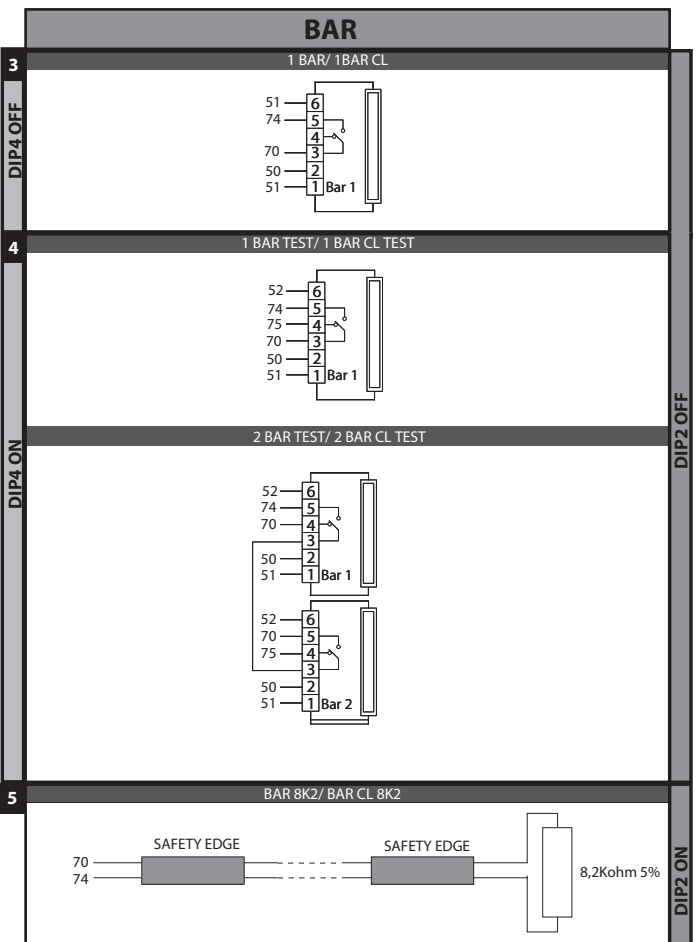 BAR
3
1 BAR/ 1BAR CL
DIP4 OFF
51 6
74 5
4
70 3
50 2
51 1 Bar 1
4
1 BAR TEST/ 1 BAR CL TEST
DIP4 ON
52 6
74 5
75 4
70 3
50 2
51 1 Bar 1
DIP2 OFF
2 BAR TEST/ 2 BAR CL TEST
52 6
74 5
70 4
3
50 2
51 1 Bar 1
52 6
70 5
75 4
3
50 2
51 1 Bar 2
5
BAR 8K2/ BAR CL 8K2
SAFETY EDGE SAFETY EDGE
70
74
8,2Kohm 5%
DIP2 ON